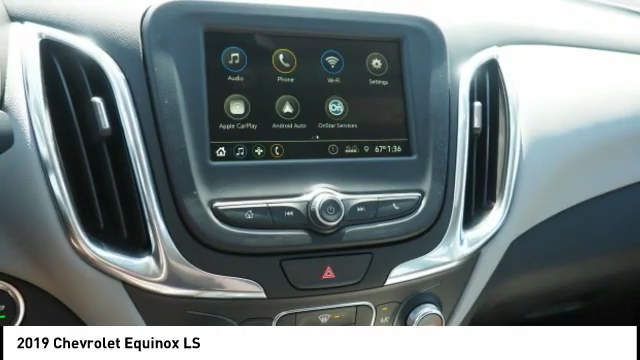 Audio
Phone
Wi-Fi
Settings
Apple CarPlay
Android Auto
OnStar Services
67° 1:36
A/C
2019 Chevrolet Equinox LS